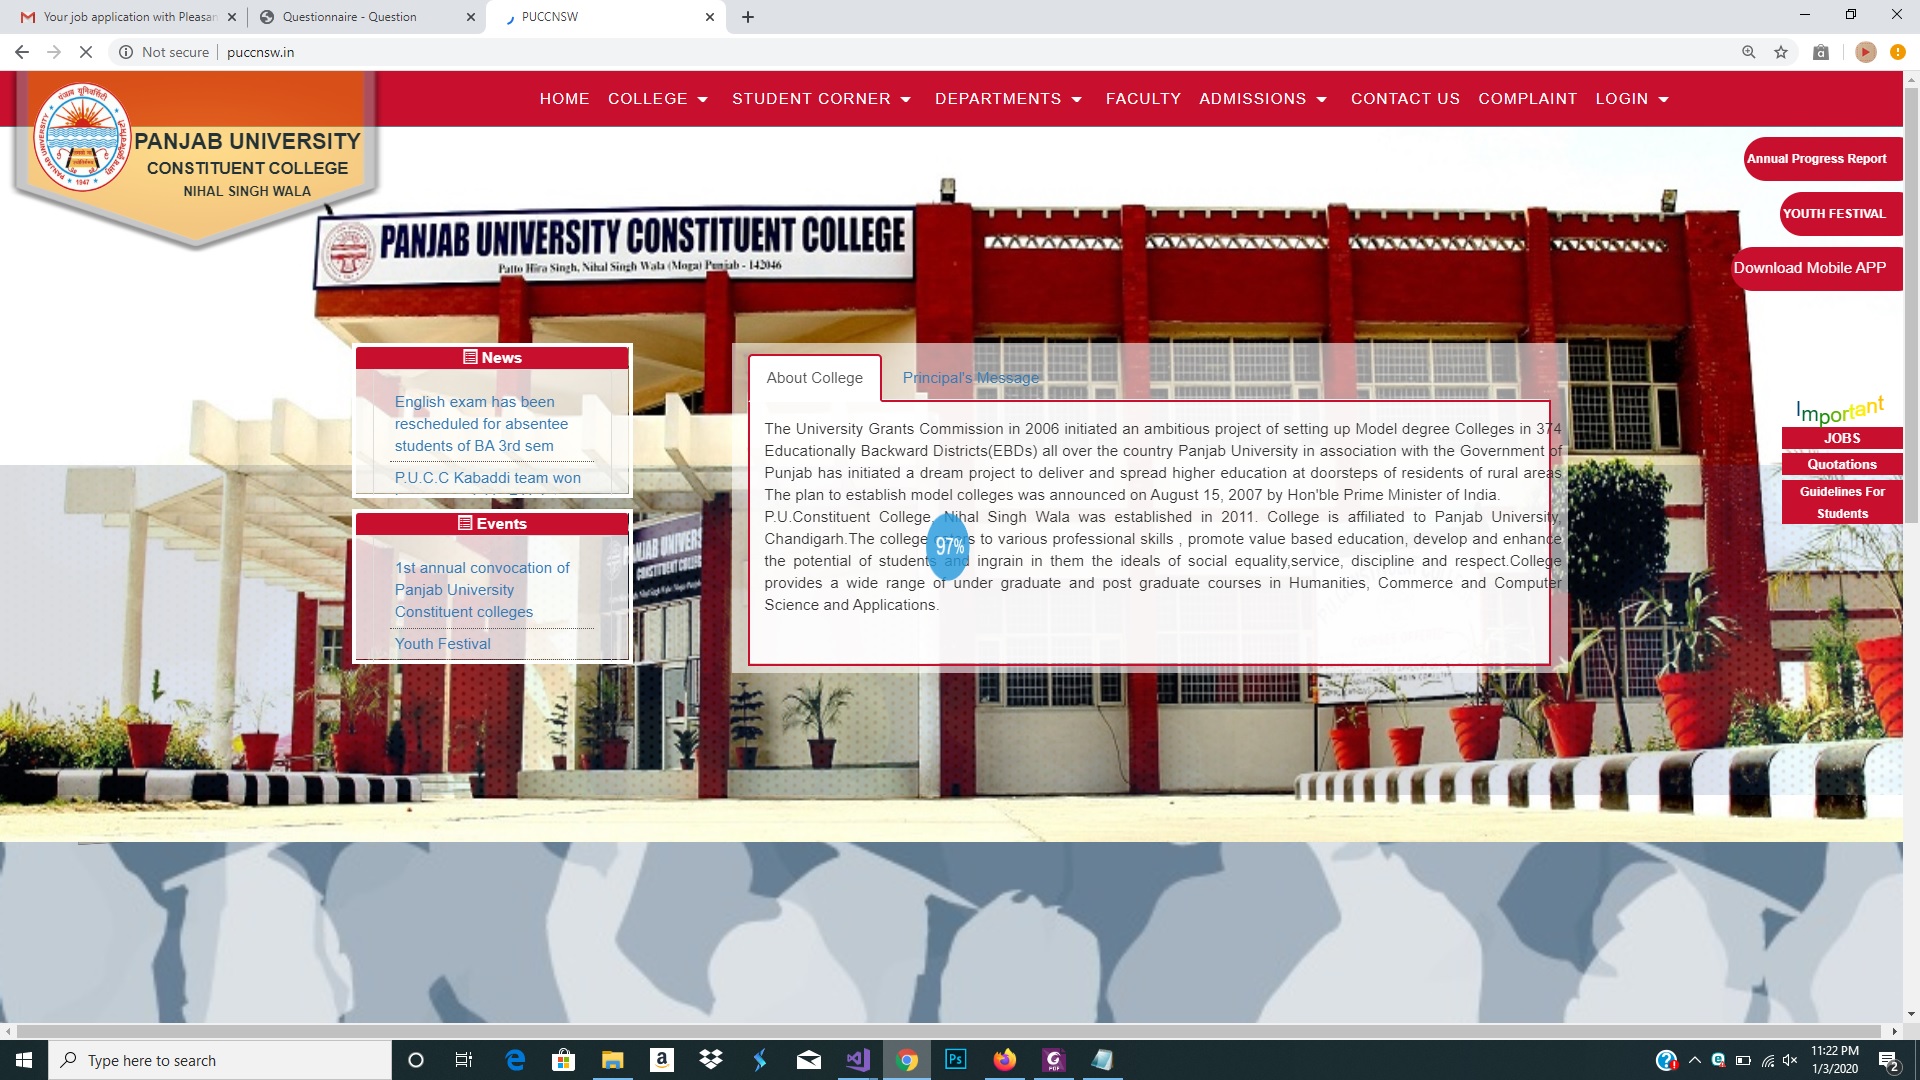 Your job application with Pleasan
Questionnaire - Question
PUCCNSW
Not secure
puccnsw.in
HOME
COLLEGE
STUDENT CORNER
DEPARTMENTS
FACULTY
ADMISSIONS
CONTACT US
COMPLAINT
LOGIN
पंजाब यूनिवर्सिटी
PANJAB UNIVERSITY
1947
PANJAB UNIVERSITY
CONSTITUENT COLLEGE
NIHAL SINGH WALA
Annual Progress Report
YOUTH FESTIVAL
Download Mobile APP
PANJAB UNIVERSITY CONSTITUENT COLLEGE
Patto Hira Singh, Nihal Singh Wala (Moga) Punjab - 142046
News
English exam has been
rescheduled for absentee
students of BA 3rd sem
P.U.C.C Kabaddi team won
Events
1st annual convocation of
Panjab University
Constituent colleges
Youth Festival
About College
Principal's Message
The University Grants Commission in 2006 initiated an ambitious project of setting up Model degree Colleges in 374
Educationally Backward Districts(EBDs) all over the country Panjab University in association with the Government of
Punjab has initiated a dream project to deliver and spread higher education at doorsteps of residents of rural areas
The plan to establish model colleges was announced on August 15, 2007 by Hon'ble Prime Minister of India.
P.U.Constituent College, Nihal Singh Wala was established in 2011. College is affiliated to Panjab University,
Chandigarh.The college to various professional skills , promote value based education, develop and enhance
the potential of students and ingrain in them the ideals of social equality,service, discipline and respect.College
provides a wide range of under graduate and post graduate courses in Humanities, Commerce and Computer
Science and Applications.
97%
Important
JOBS
Quotations
Guidelines For
Students
Type here to search
11:22 PM
1/3/2020
2